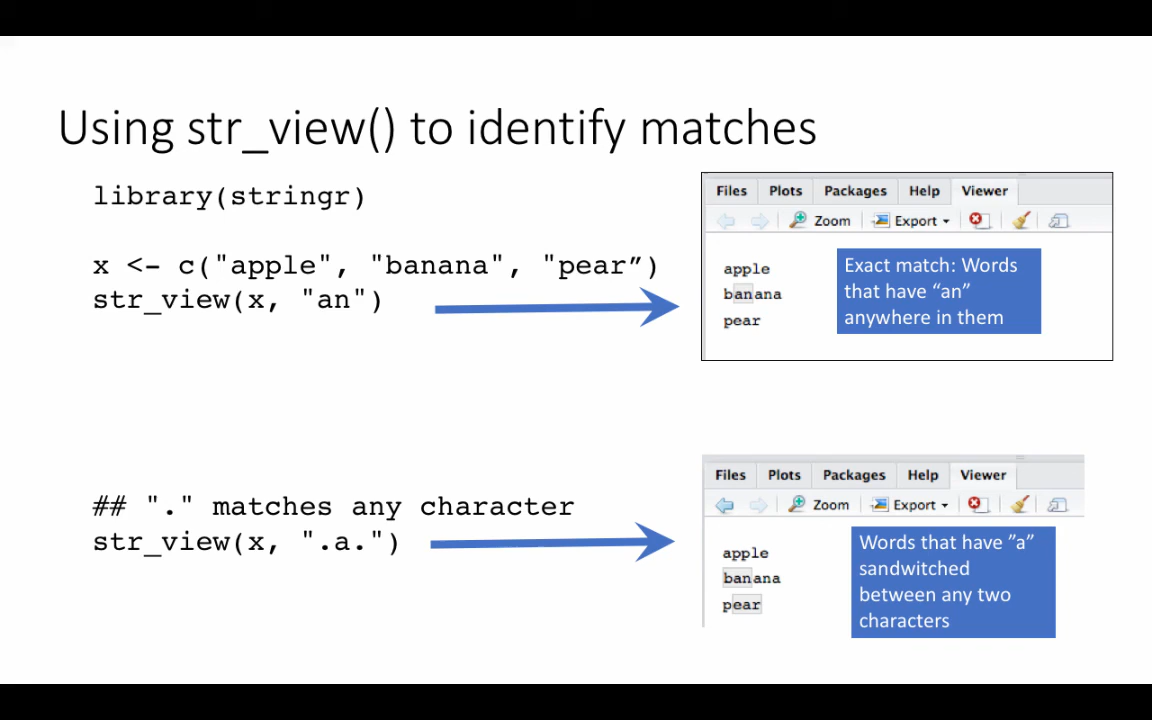 Using str_view() to identify matches
library(stringr)
x <- c("apple", "banana", "pear”)
str_view(x, "an")
Files Plots Packages Help Viewer
Zoom Export
apple
banana
pear
Exact match: Words
that have “an”
anywhere in them
## "." matches any character
str_view(x, ".a.")
Files Plots Packages Help Viewer
Zoom Export
apple
banana
pear
Words that have ”a”
sandwitched
between any two
characters